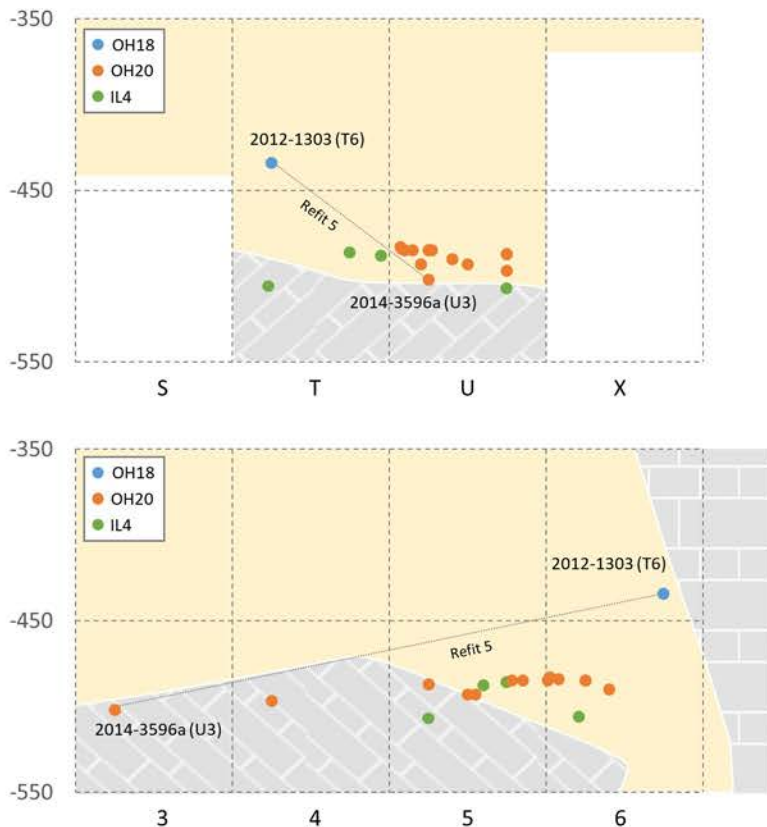 -350
OH18
OH20
IL4
2012-1303 (T6)
-450
Refit 5
2014-3596a (U3)
-550
S T U X
-350
OH18
OH20
IL4
2012-1303 (T6)
-450
Refit 5
2014-3596a (U3)
-550
3 4 5 6